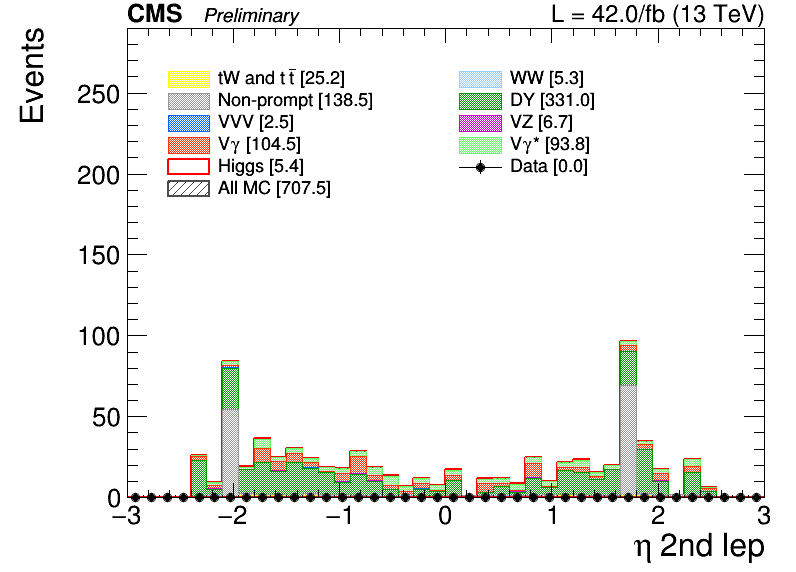 CMS Preliminary L = 42.0/fb (13 TeV)
Events
tW and t t̄ [25.2] WW [5.3]
Non-prompt [138.5] DY [331.0]
VVV [2.5] VZ [6.7]
Vγ [104.5] Vγ* [93.8]
Higgs [5.4] Data [0.0]
All MC [707.5]
250
200
150
100
50
0
−3 −2 −1 0 1 2 3
η 2nd lep